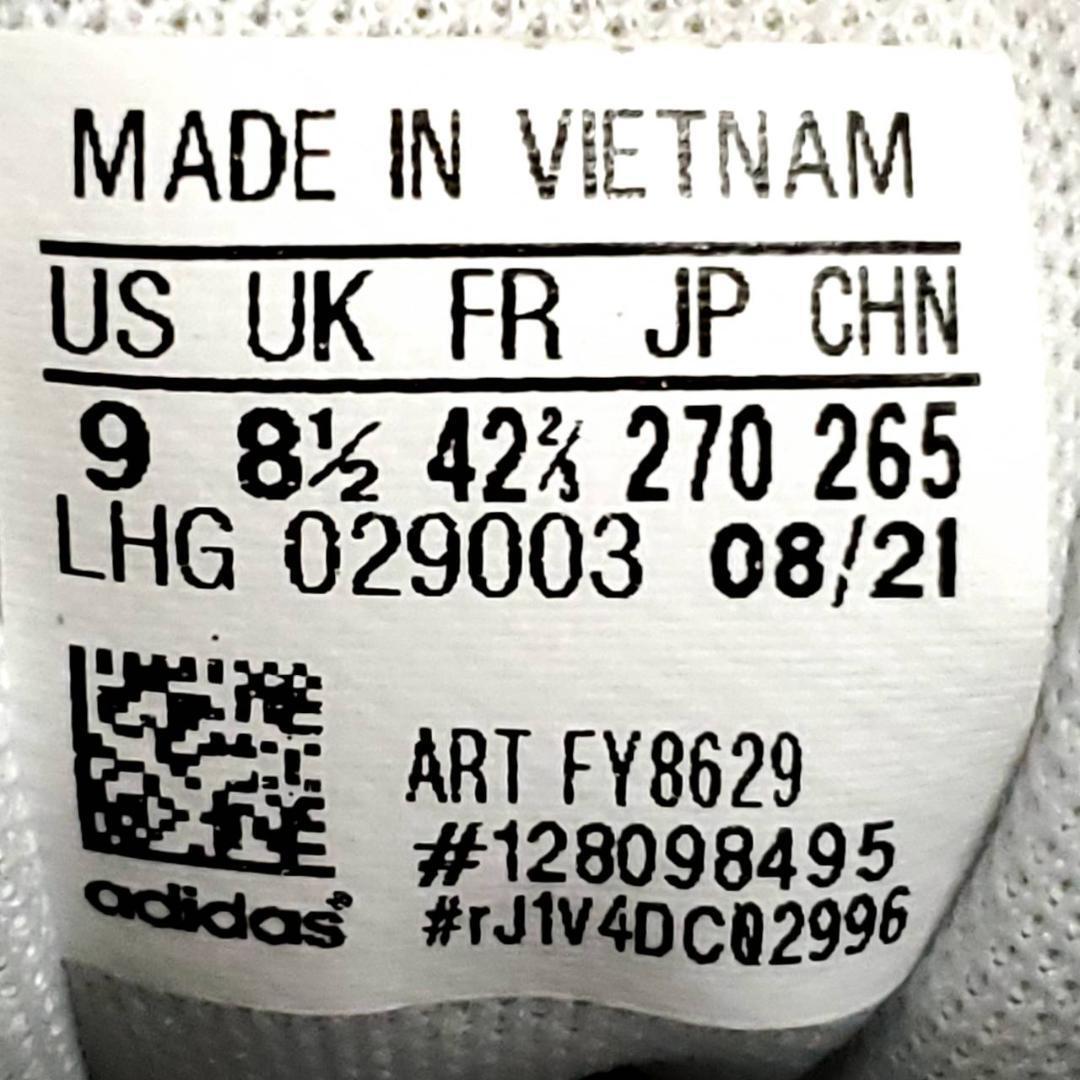 MADE IN VIETNAM
US UK FR JP CHN
9 8½ 42⅔ 270 265
LHG 029003 08/21
ART FY8629
#128098495
#rJ1V4DC02996
adidas®